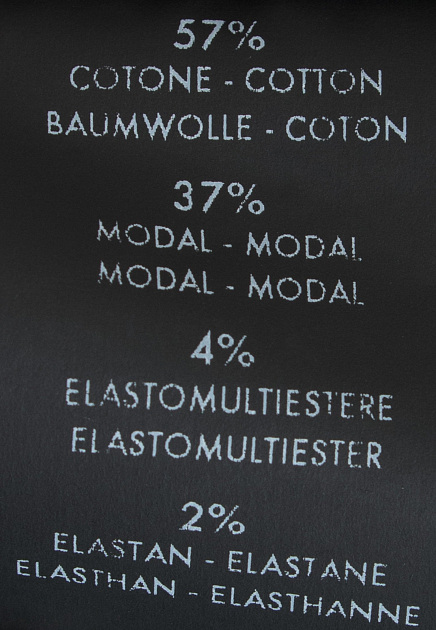 57%
COTONE - COTTON
BAUMWOLLE - COTON
37%
MODAL - MODAL
MODAL - MODAL
4%
ELASTOMULTIESTERE
ELASTOMULTIESTER
2%
ELASTAN - ELASTANE
ELASTHAN - ELASTHANNE